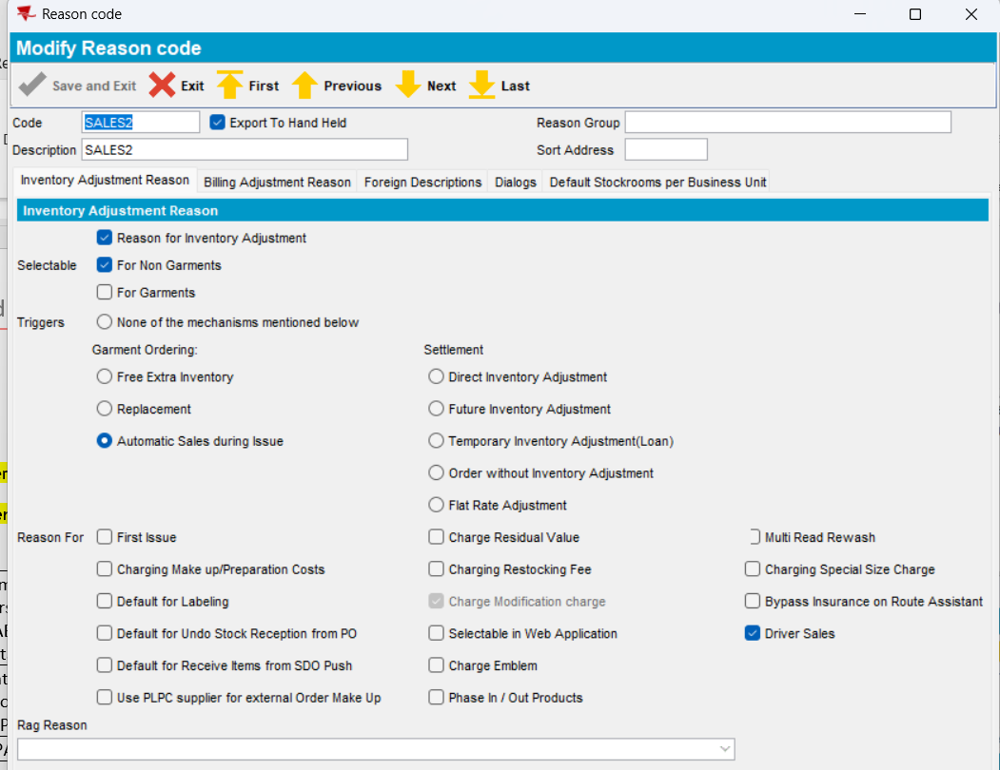 Reason code
Modify Reason code
Save and Exit Exit First Previous Next Last
Code SALES2 Export To Hand Held Reason Group
Description SALES2 Sort Address
Inventory Adjustment Reason Billing Adjustment Reason Foreign Descriptions Dialogs Default Stockrooms per Business Unit
Inventory Adjustment Reason
Reason for Inventory Adjustment
Selectable For Non Garments
For Garments
Triggers None of the mechanisms mentioned below
Garment Ordering: Settlement
Free Extra Inventory Direct Inventory Adjustment
Replacement Future Inventory Adjustment
Automatic Sales during Issue Temporary Inventory Adjustment(Loan)
Order without Inventory Adjustment
Flat Rate Adjustment
Reason For First Issue Charge Residual Value Multi Read Rewash
Charging Make up/Preparation Costs Charging Restocking Fee Charging Special Size Charge
Default for Labeling Charge Modification charge Bypass Insurance on Route Assistant
Default for Undo Stock Reception from PO Selectable in Web Application Driver Sales
Default for Receive Items from SDO Push Charge Emblem
Use PLPC supplier for external Order Make Up Phase In / Out Products
Rag Reason